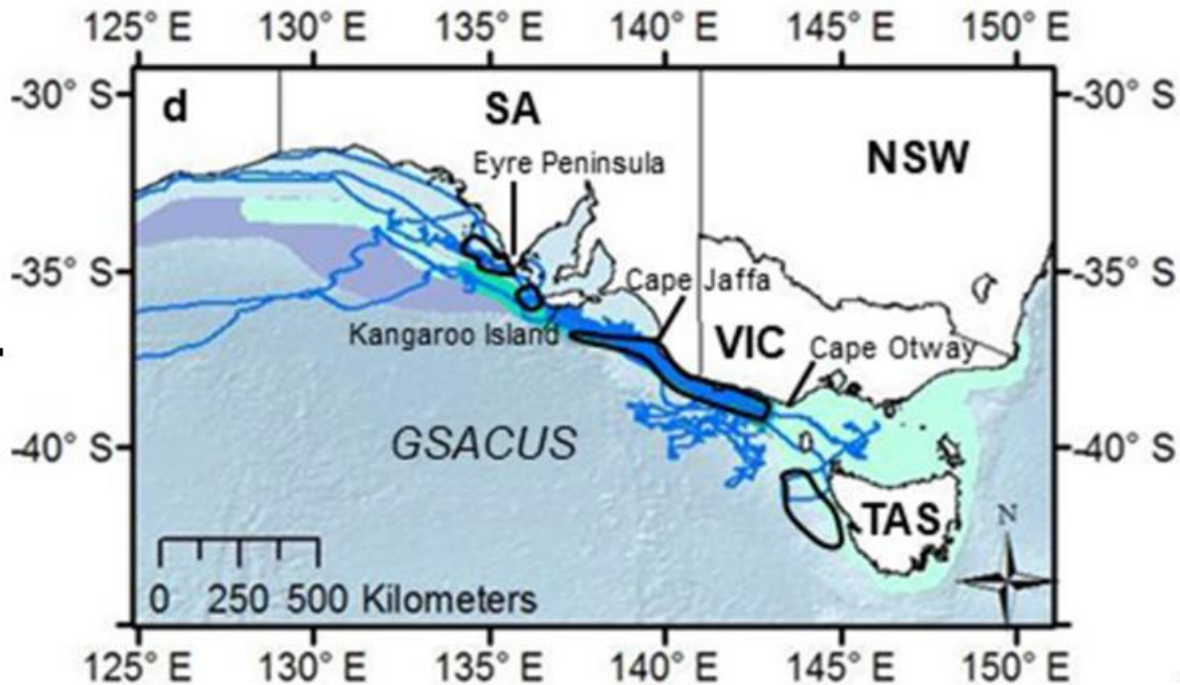 125° E 130° E 135° E 140° E 145° E 150° E
-30° S -30° S
d SA
NSW
Eyre Peninsula
-35° S -35° S
Cape Jaffa
Kangaroo Island
VIC Cape Otway
GSACUS
-40° S -40° S
TAS
N
0 250 500 Kilometers
125° E 130° E 135° E 140° E 145° E 150° E